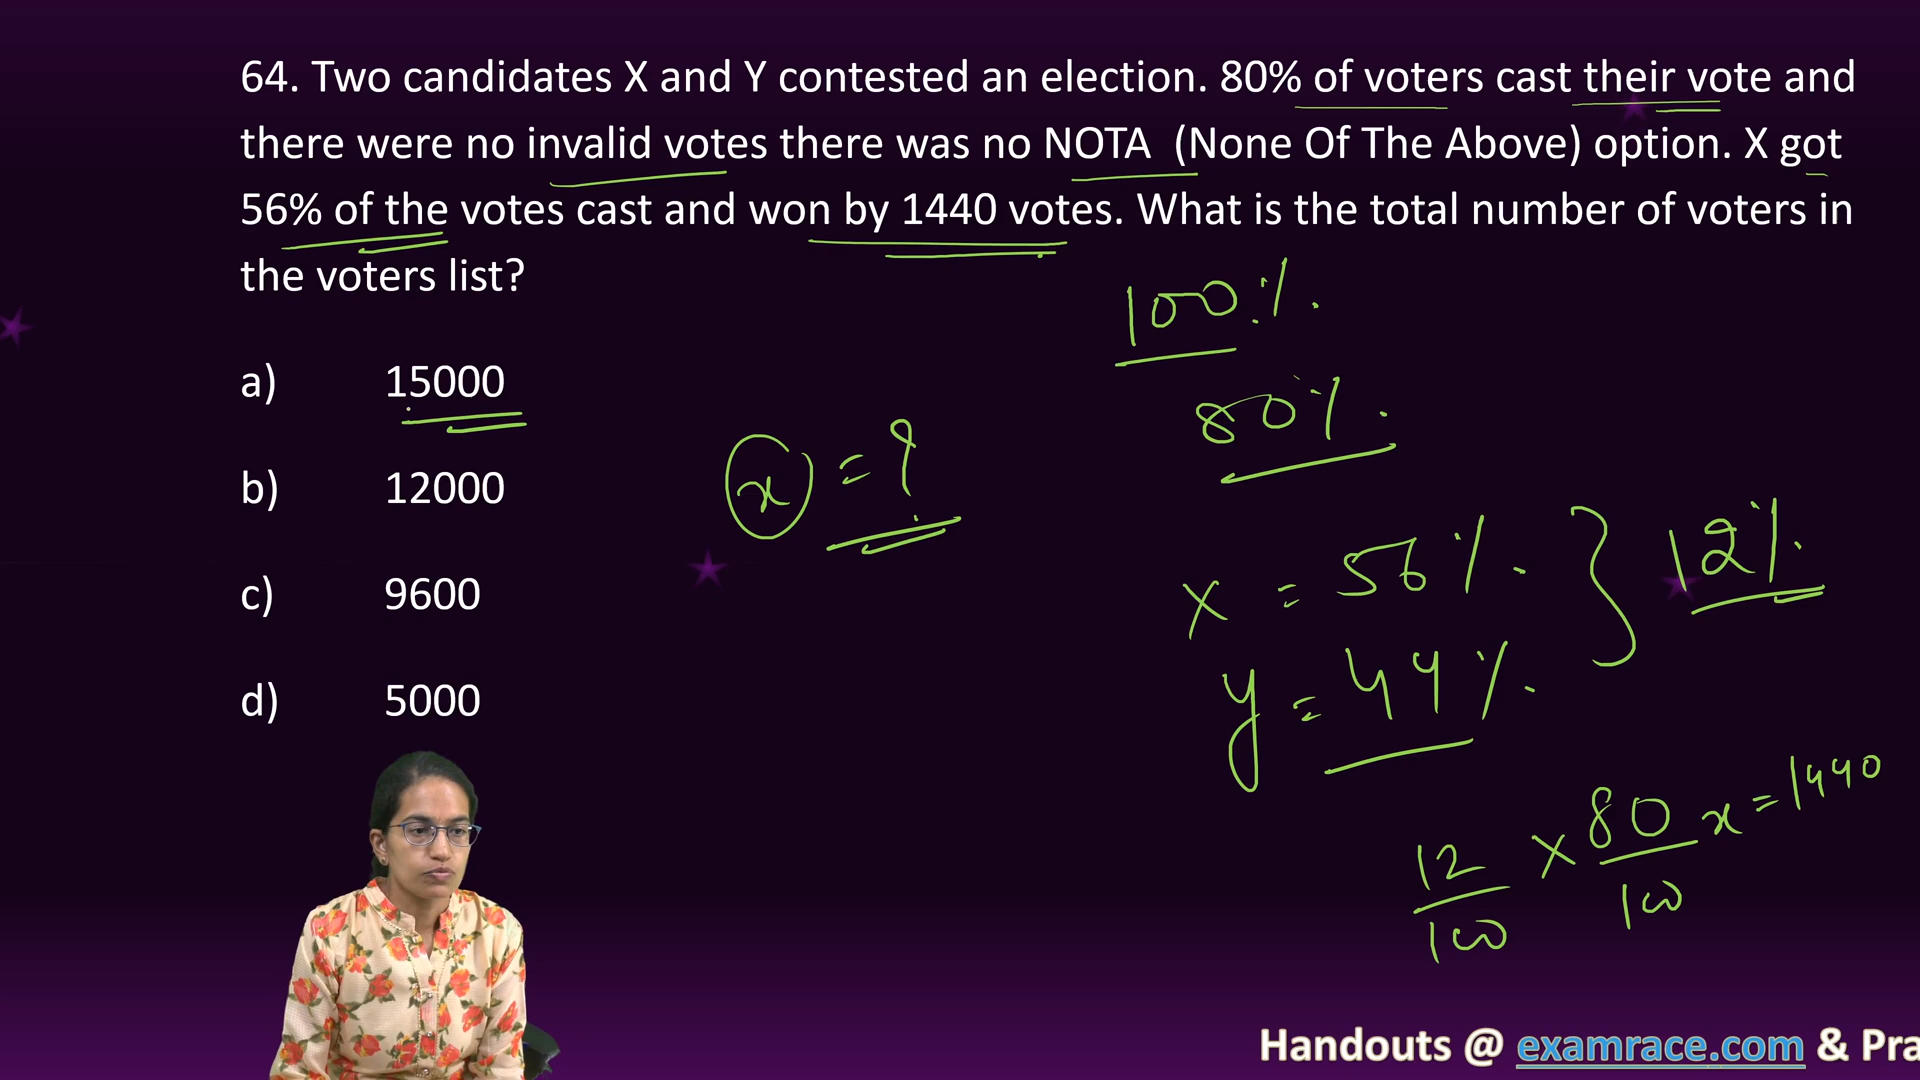 64. Two candidates X and Y contested an election. 80% of voters cast their vote and
there were no invalid votes there was no NOTA (None Of The Above) option. X got
56% of the votes cast and won by 1440 votes. What is the total number of voters in
the voters list?
100%.
a) 15000
80%.
x = ?
b) 12000
x = 56%. } 12%.
c) 9600
y = 44%.
d) 5000
12/100 × 80/100 x = 1440
Handouts @ examrace.com & Pra